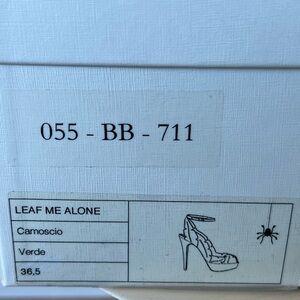 055 - BB - 711
LEAF ME ALONE
Camoscio
Verde
36,5